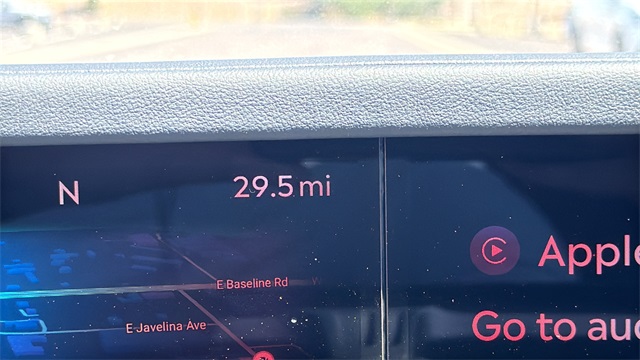 N
29.5 mi
E Baseline Rd
E Javelina Ave
Apple
Go to au